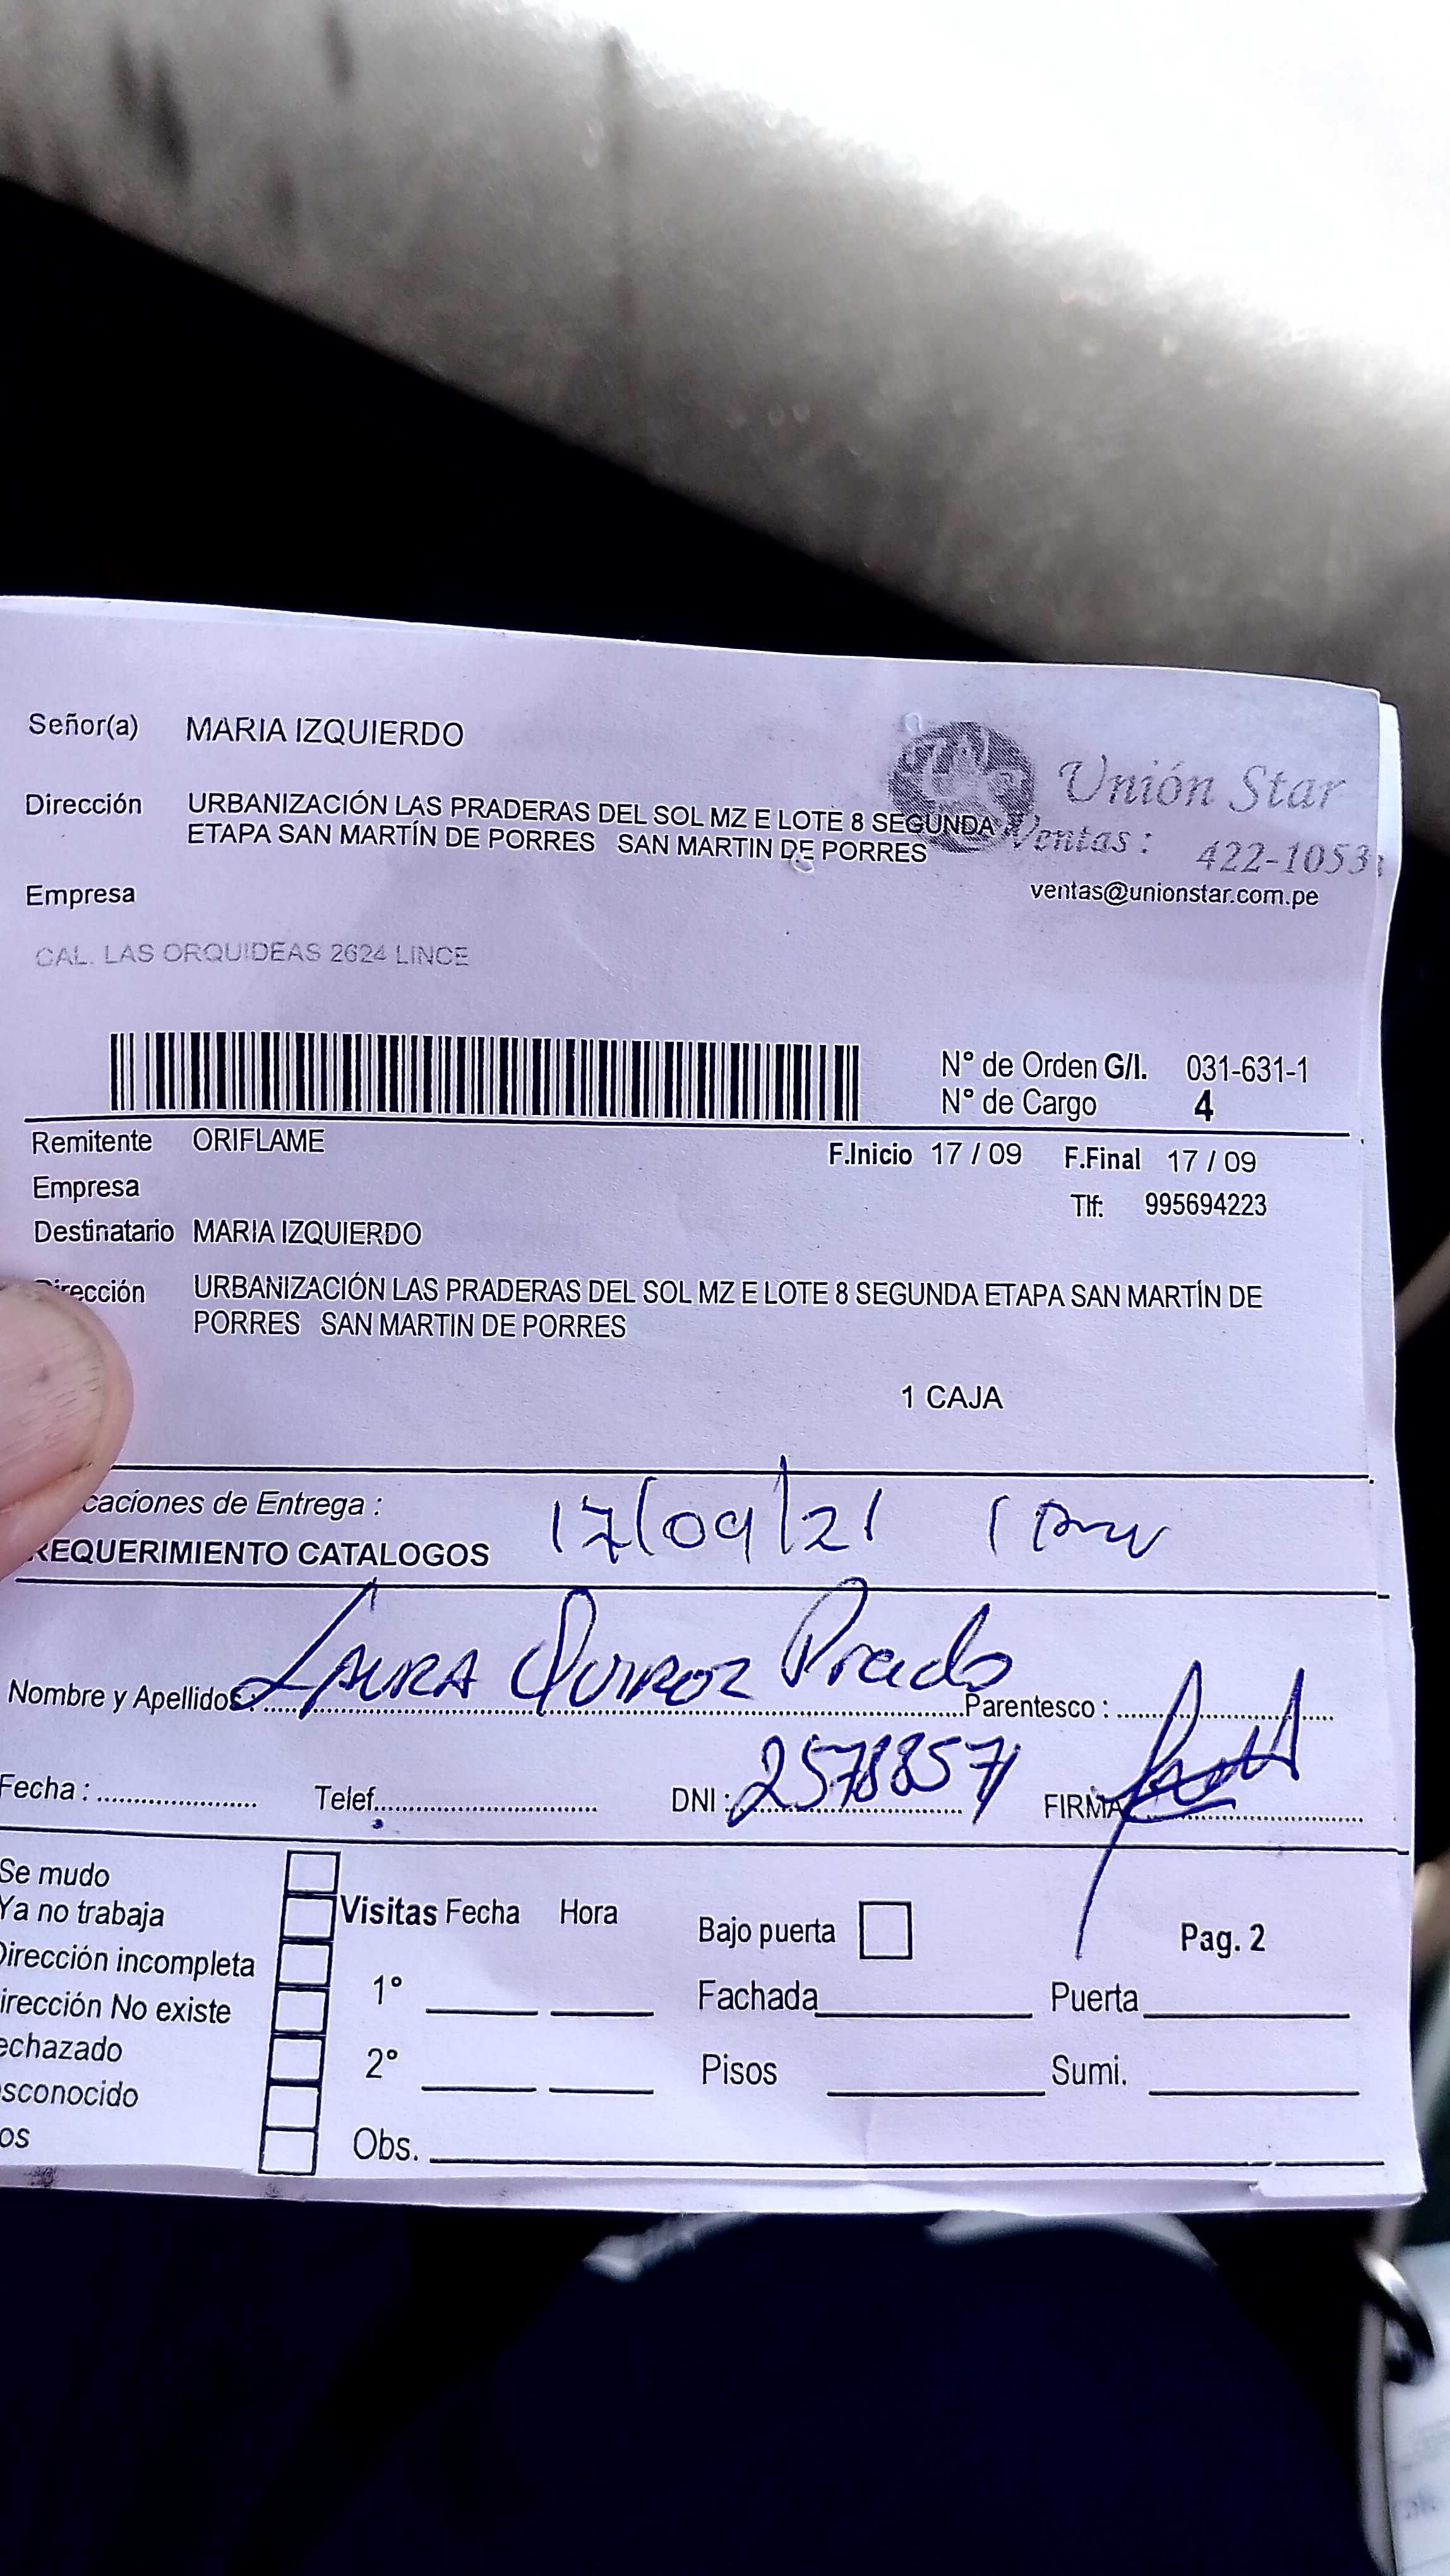 Señor(a) MARIA IZQUIERDO
Unión Star
Dirección URBANIZACIÓN LAS PRADERAS DEL SOL MZ E LOTE 8 SEGUNDA
ETAPA SAN MARTÍN DE PORRES SAN MARTIN DE PORRES
Ventas: 422-1053
Empresa
ventas@unionstar.com.pe
CAL. LAS ORQUIDEAS 2624 LINCE
N° de Orden G/I. 031-631-1
N° de Cargo 4
Remitente ORIFLAME
F.Inicio 17 / 09 F.Final 17 / 09
Empresa
Tlf: 995694223
Destinatario MARIA IZQUIERDO
irección URBANIZACIÓN LAS PRADERAS DEL SOL MZ E LOTE 8 SEGUNDA ETAPA SAN MARTÍN DE
PORRES SAN MARTIN DE PORRES
1 CAJA
caciones de Entrega : 17/09/21
REQUERIMIENTO CATALOGOS
Nombre y Apellidos: LAURA QUIROZ Prado Parentesco :
Fecha : Telef. DNI : FIRMA
Se mudo
Ya no trabaja
Dirección incompleta
irección No existe
echazado
sconocido
os
Visitas Fecha Hora
1°
2°
Obs.
Bajo puerta Pag. 2
Fachada Puerta
Pisos Sumi.